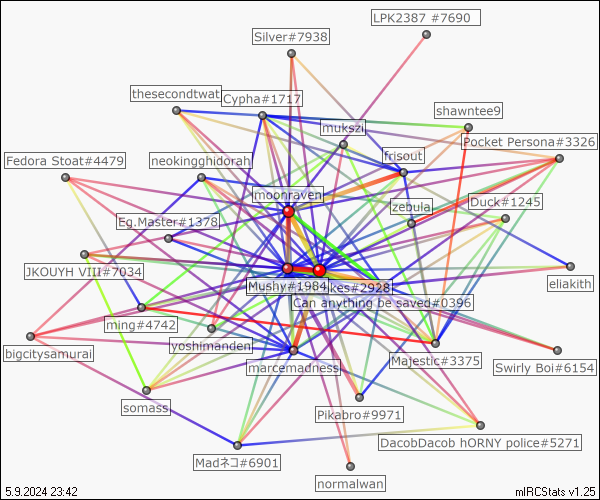 LPK2387 #7690
Silver#7938
thesecondtwat
Cypha#1717
shawntee9
mukszi
Pocket Persona#3326
frisout
Fedora Stoat#4479
neokingghidorah
moonraven
Duck#1245
zebula
Eg.Master#1378
JKOUYH VIII#7034
eliakith
Mushy#1984
kes#2928
Can anything be saved#0396
ming#4742
yoshimanden
bigcitysamurai
marcemadness
Majestic#3375
Swirly Boi#6154
somass
Pikabro#9971
DacobDacob hORNY police#5271
Madネコ#6901
normalwan
5.9.2024 23:42
mIRCStats v1.25